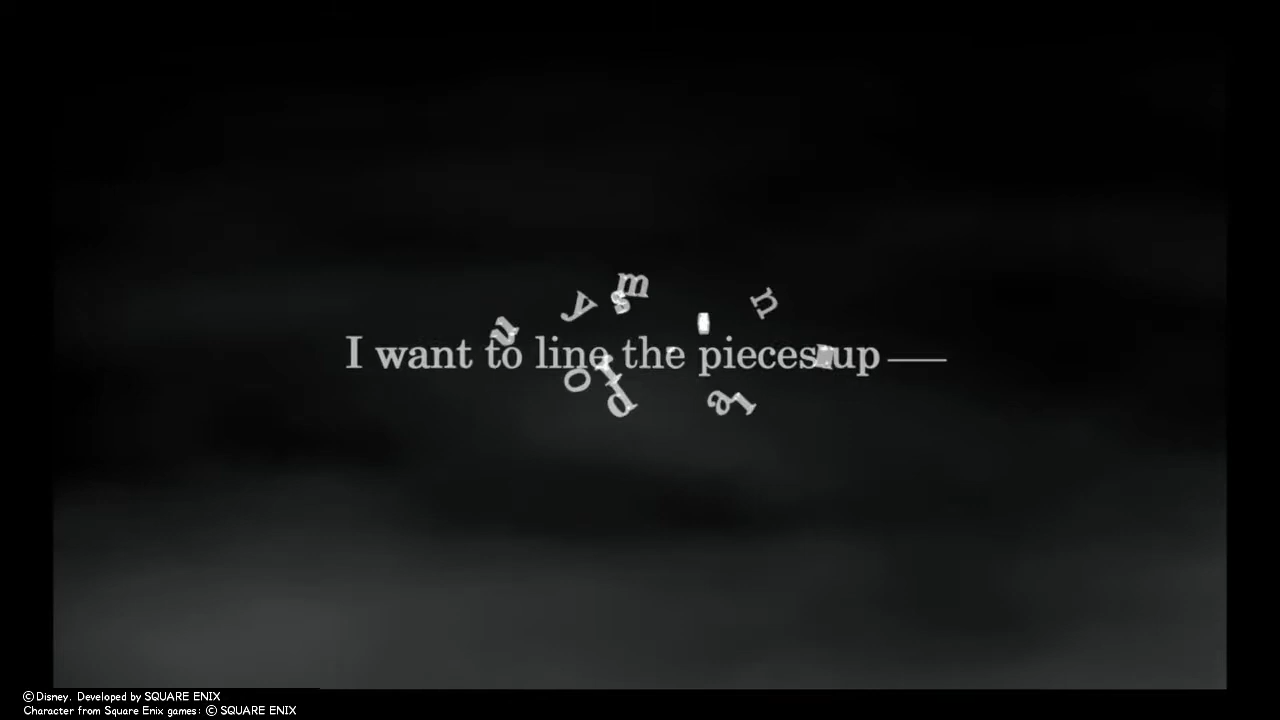 I want to line the pieces up ——
©Disney. Developed by SQUARE ENIX
Character from Square Enix games: © SQUARE ENIX